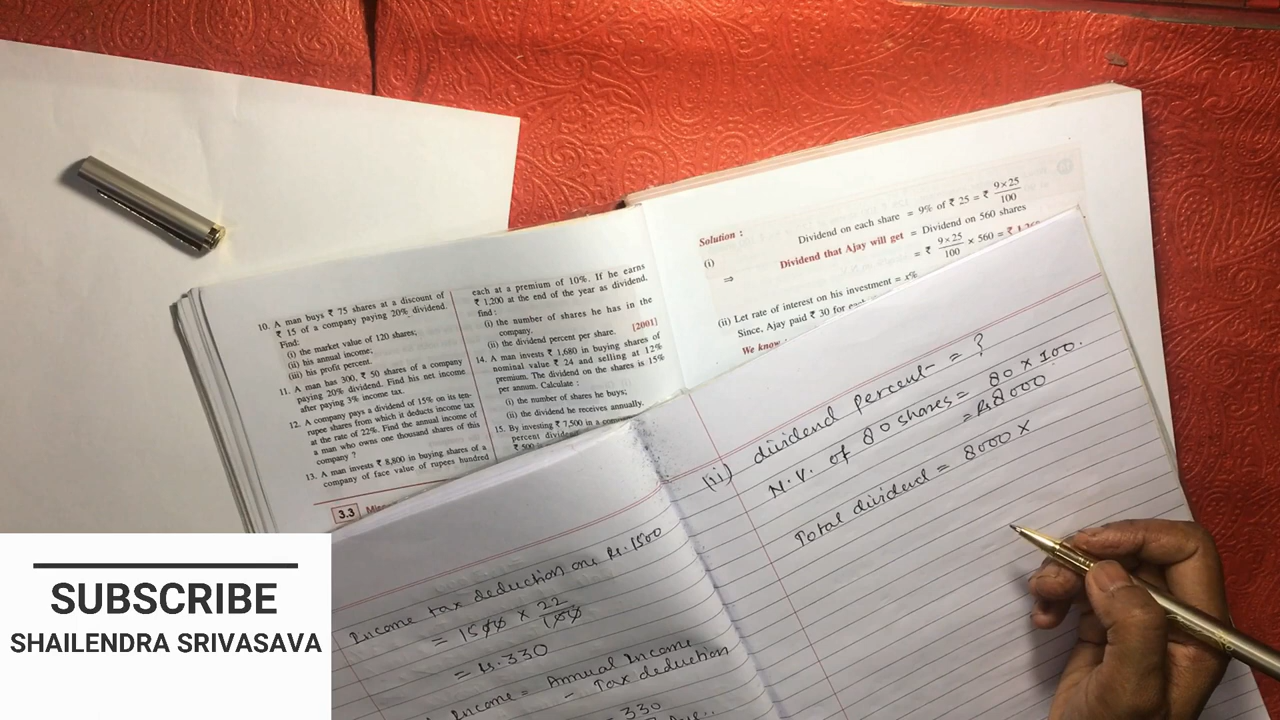 10. A man buys ₹ 75 shares at a discount of
₹ 15 of a company paying 20% dividend.
Find:
(i) the market value of 120 shares;
(ii) his annual income;
(iii) his profit percent.
11. A man has 300, ₹ 50 shares of a company
paying 20% dividend. Find his net income
after paying 3% income tax.
12. A company pays a dividend of 15% on its ten-
rupee shares from which it deducts income tax
at the rate of 22%. Find the annual income of
a man who owns one thousand shares of this
company ?
13. A man invests ₹ 8,800 in buying shares of a
company of face value of rupees hundred
3.3
each at a premium of 10%. If he earns
₹ 1,200 at the end of the year as dividend.
find :
(i) the number of shares he has in the
company.
(ii) the dividend percent per share. [2001]
14. A man invests ₹ 1,680 in buying shares of
nominal value ₹ 24 and selling at 12%
premium. The dividend on the shares is 15%
per annum. Calculate :
(i) the number of shares he buys;
(ii) the dividend he receives annually.
15. By investing ₹ 7,500 in a
percent
₹ 500
Solution :
(i) Dividend on each share = 9% of ₹ 25 = ₹ 9 × 25 / 100
⇒ Dividend that Ajay will get = Dividend on 560 shares
= ₹ 9 × 25 / 100 × 560 =
(ii) Let rate of interest on his investment = x%
Since, Ajay paid ₹ 30 for
We know
Income tax deduction on Rs. 1500
= 1500 × 22 / 100
= Rs. 330
Income = Annual Income
- Tax deduction
330
(ii) dividend percent = ?
N.V. of 80 shares = 80 × 100.
= Rs 8000
Total dividend = 8000 ×
SUBSCRIBE
SHAILENDRA SRIVASAVA